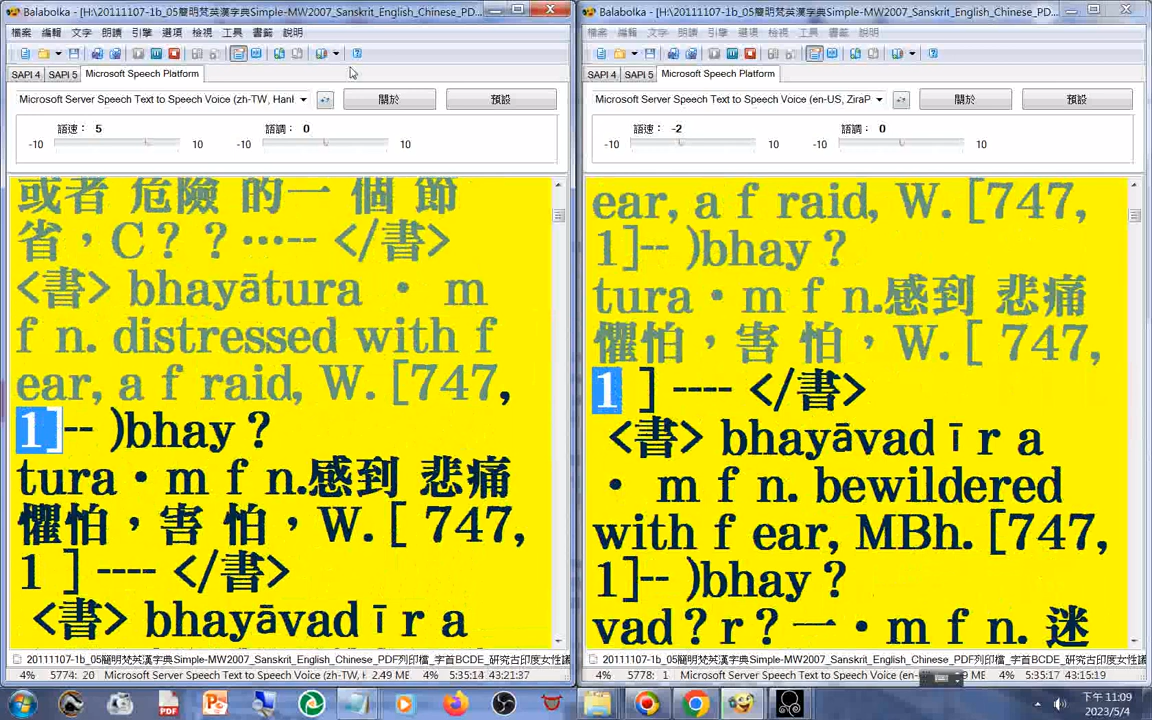 Balabolka - [H:\20111107-1b_05簡明梵英漢字典Simple-MW2007_Sanskrit_English_Chinese_PD...
檔案 編輯 文字 朗讀 引擎 選項 檢視 工具 書籤 說明
SAPI 4 SAPI 5 Microsoft Speech Platform
Microsoft Server Speech Text to Speech Voice (zh-TW, Hanl 關於 預設
語速： 5 語調： 0
-10 10 -10 10
或者 危險 的一 個 節
省，C？？…-- </書>
<書> bhayātura • m
f n. distressed with f
ear, a f raid, W. [747,
1]-- )bhay？
tura•m f n.感到 悲痛
懼怕，害 怕，W. [ 747,
1 ] ---- </書>
<書> bhayāvad ī r a
20111107-1b_05簡明梵英漢字典Simple-MW2007_Sanskrit_English_Chinese_PDF列印檔_字首BCDE_研究古印度女性議
4% 5774: 20 Microsoft Server Speech Text to Speech Voice (zh-TW, H 2.49 ME 4% 5:35:14 43:21:37
Balabolka - [H:\20111107-1b_05簡明梵英漢字典Simple-MW2007_Sanskrit_English_Chinese_PD...
檔案 編輯 文字 朗讀 引擎 選項 檢視 工具 書籤 說明
SAPI 4 SAPI 5 Microsoft Speech Platform
Microsoft Server Speech Text to Speech Voice (en-US, ZiraP 關於 預設
語速： -2 語調： 0
-10 10 -10 10
ear, a f raid, W. [747,
1]-- )bhay？
tura•m f n.感到 悲痛
懼怕，害 怕，W. [ 747,
1 ] ---- </書>
<書> bhayāvad ī r a
• m f n. bewildered
with f ear, MBh. [747,
1]-- )bhay？
vad？r？一•m f n. 迷
20111107-1b_05簡明梵英漢字典Simple-MW2007_Sanskrit_English_Chinese_PDF列印檔_字首BCDE_研究古印度女性議
4% 5778: 1 Microsoft Server Speech Text to Speech Voice (en-US, 9 ME 4% 5:35:17 43:15:19
PDF
下午 11:09
2023/5/4